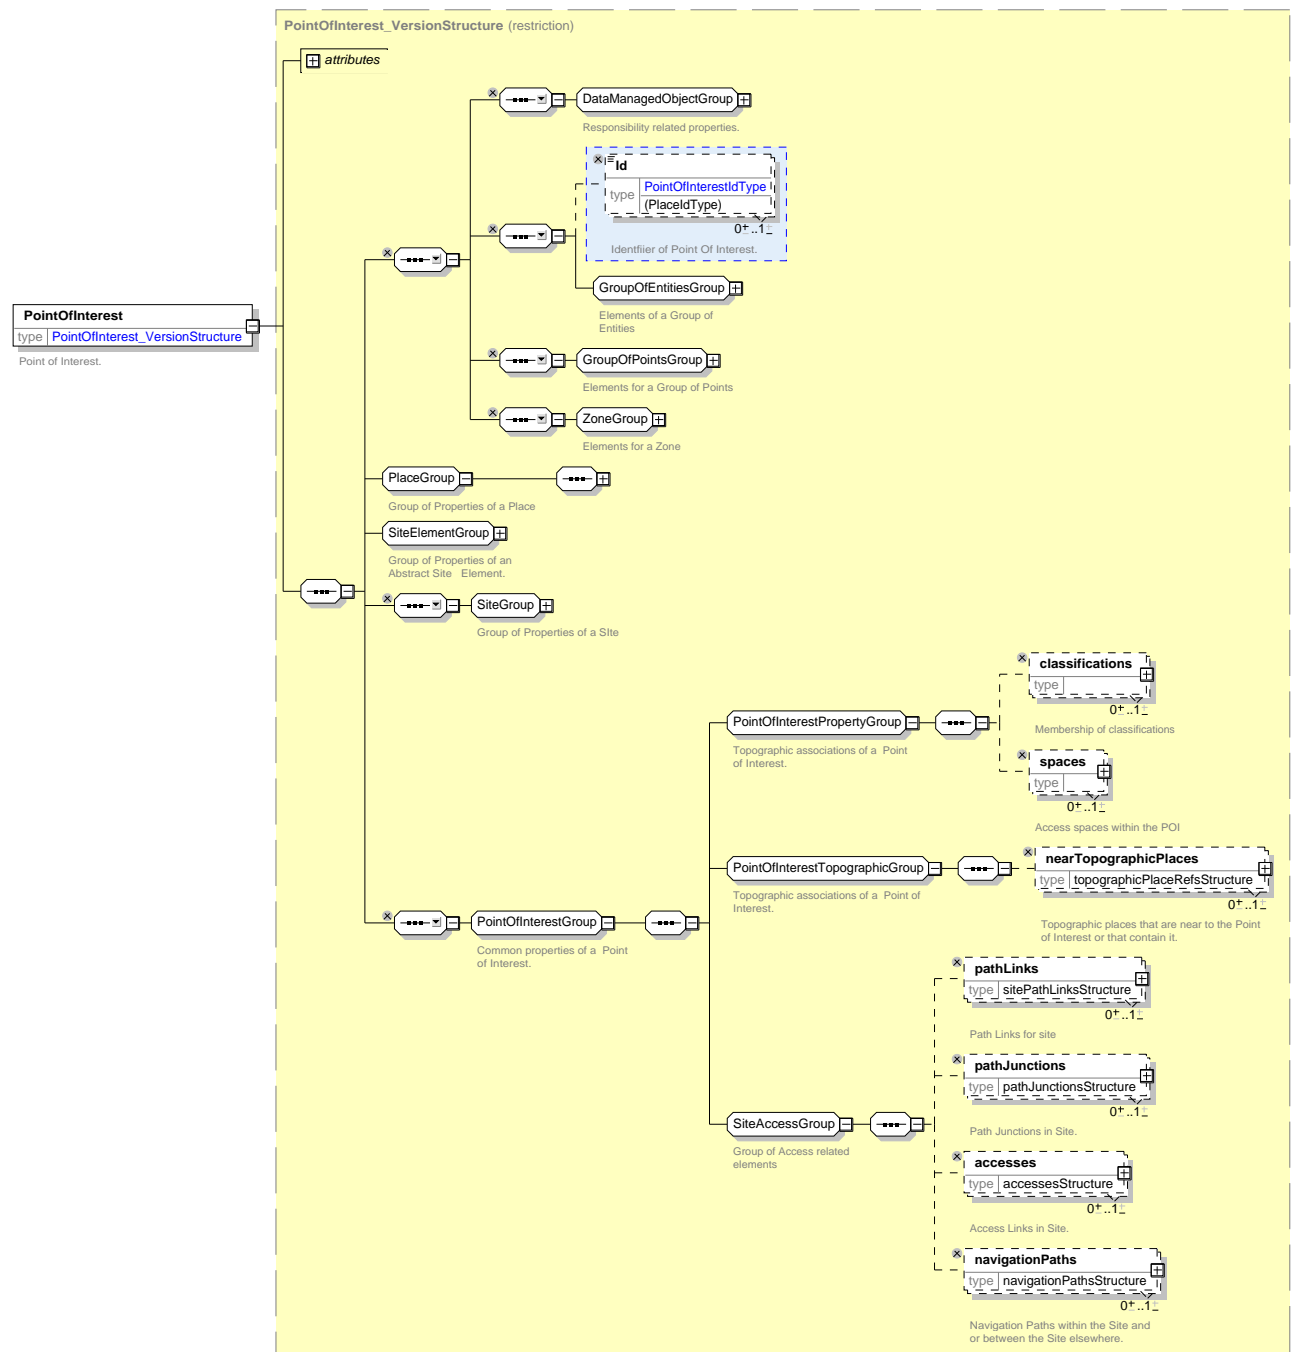 PointOfInterest_VersionStructure (restriction)
attributes
DataManagedObjectGroup
Responsibility related properties.
Id
type PointOfInterestIdType
(PlaceIdType)
0..1
Identfiier of Point Of Interest.
GroupOfEntitiesGroup
Elements of a Group of
Entities
PointOfInterest
type PointOfInterest_VersionStructure
Point of Interest.
GroupOfPointsGroup
Elements for a Group of Points
ZoneGroup
Elements for a Zone
PlaceGroup
Group of Properties of a Place
SiteElementGroup
Group of Properties of an
Abstract Site Element.
SiteGroup
Group of Properties of a SIte
classifications
type
0..1
Membership of classifications
PointOfInterestPropertyGroup
Topographic associations of a Point
of Interest.
spaces
type
0..1
Access spaces within the POI
nearTopographicPlaces
type topographicPlaceRefsStructure
0..1
Topographic places that are near to the Point
of Interest or that contain it.
PointOfInterestTopographicGroup
Topographic associations of a Point of
Interest.
PointOfInterestGroup
Common properties of a Point
of Interest.
pathLinks
type sitePathLinksStructure
0..1
Path Links for site
pathJunctions
type pathJunctionsStructure
0..1
Path Junctions in Site.
SiteAccessGroup
Group of Access related
elements
accesses
type accessesStructure
0..1
Access Links in Site.
navigationPaths
type navigationPathsStructure
0..1
Navigation Paths within the Site and
or between the Site elsewhere.